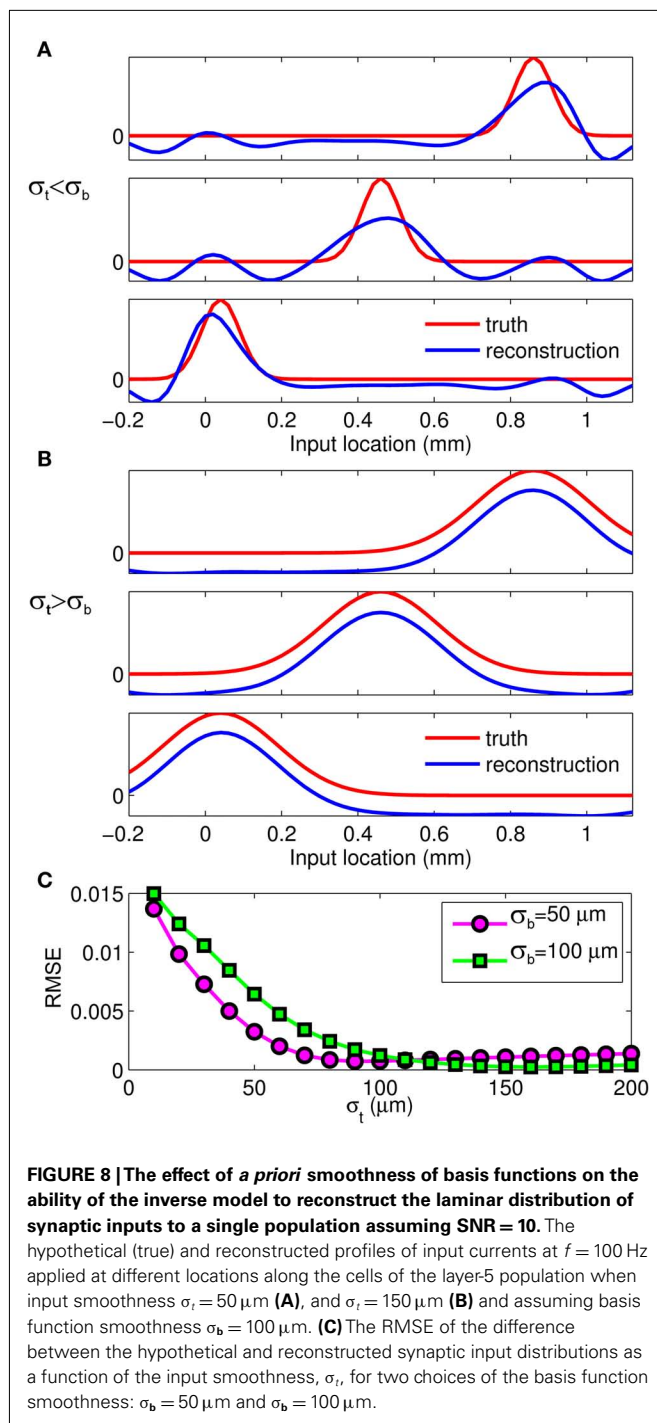 A
0
σt<σb
0
truth
reconstruction
0
−0.2 0 0.2 0.4 0.6 0.8 1
Input location (mm)
B
0
σt>σb
0
truth
reconstruction
0
−0.2 0 0.2 0.4 0.6 0.8 1
Input location (mm)
C
0.015
0.01
0.005
0
RMSE
σb=50 μm
σb=100 μm
0 50 100 150 200
σt(μm)
FIGURE 8 | The effect of a priori smoothness of basis functions on the
ability of the inverse model to reconstruct the laminar distribution of
synaptic inputs to a single population assuming SNR = 10. The
hypothetical (true) and reconstructed profiles of input currents at f = 100 Hz
applied at different locations along the cells of the layer-5 population when
input smoothness σt = 50 μm (A), and σt = 150 μm (B) and assuming basis
function smoothness σb = 100 μm. (C) The RMSE of the difference
between the hypothetical and reconstructed synaptic input distributions as
a function of the input smoothness, σt, for two choices of the basis function
smoothness: σb = 50 μm and σb = 100 μm.